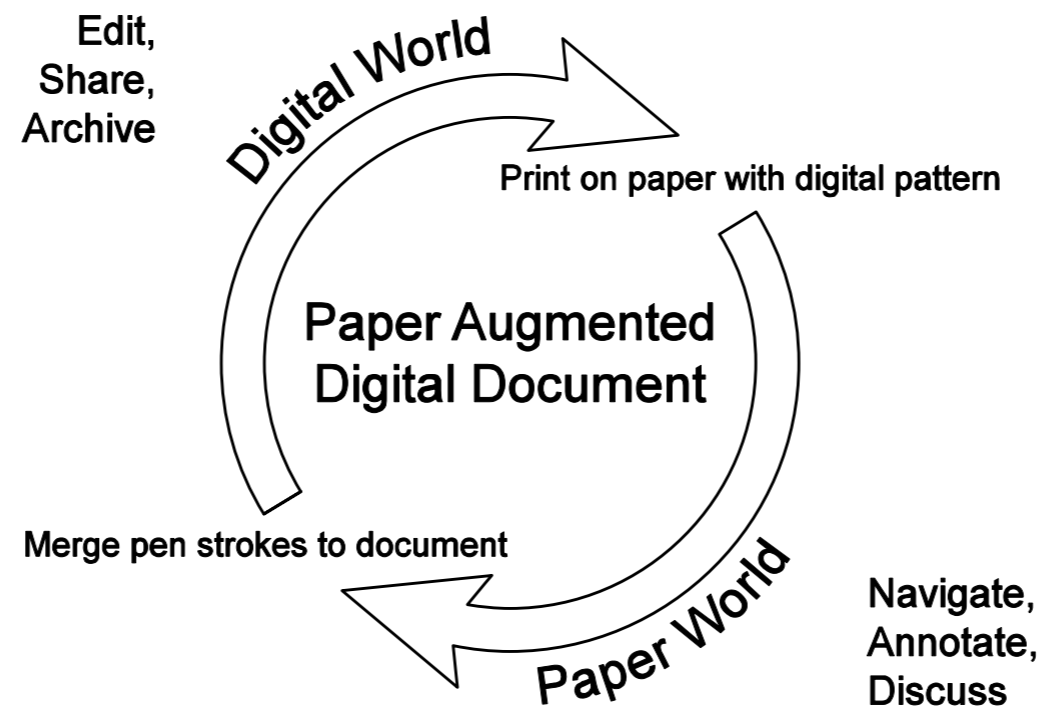 Edit,
Share,
Archive
Digital World
Print on paper with digital pattern
Paper Augmented
Digital Document
Merge pen strokes to document
Paper World
Navigate,
Annotate,
Discuss